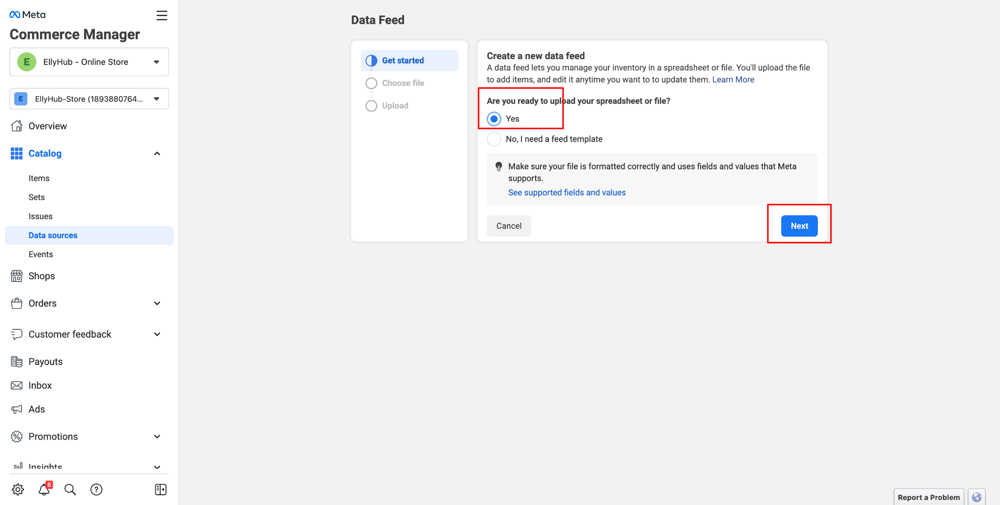 Meta
Commerce Manager
E EllyHub - Online Store
E EllyHub-Store (1893880764...
Overview
Catalog
Items
Sets
Issues
Data sources
Events
Shops
Orders
Customer feedback
Payouts
Inbox
Ads
Promotions
Insights
6
Data Feed
Get started
Choose file
Upload
Create a new data feed
A data feed lets you manage your inventory in a spreadsheet or file. You'll upload the file
to add items, and edit it anytime you want to to update them. Learn More
Are you ready to upload your spreadsheet or file?
Yes
No, I need a feed template
Make sure your file is formatted correctly and uses fields and values that Meta
supports.
See supported fields and values
Cancel
Next
Report a Problem